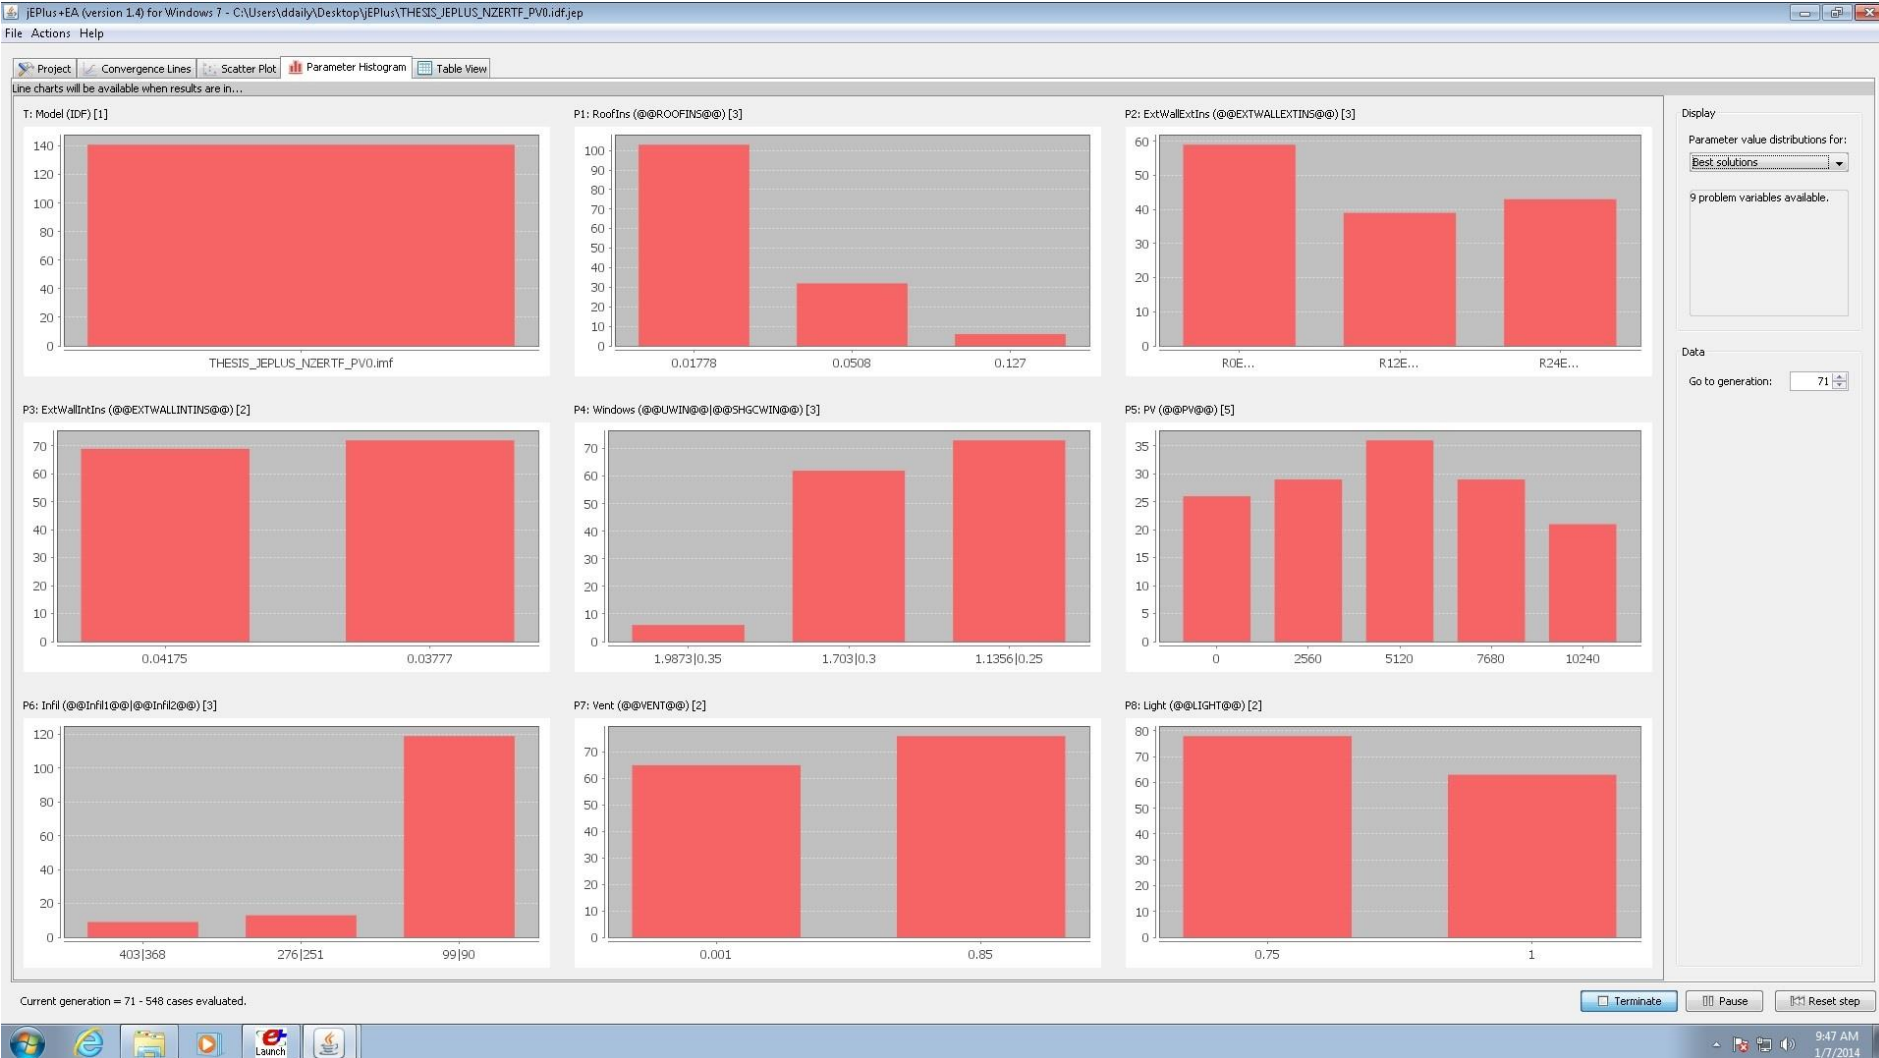 jEPlus+EA (version 1.4) for Windows 7 - C:\Users\ddaily\Desktop\jEPlus\THESIS_JEPLUS_NZERTF_PV0.idf.jep
File Actions Help
Project Convergence Lines Scatter Plot Parameter Histogram Table View
Line charts will be available when results are in...
T: Model (IDF) [1]
140
120
100
80
60
40
20
0
THESIS_JEPLUS_NZERTF_PV0.imf
P1: RoofIns (@@ROOFINS@@) [3]
100
90
80
70
60
50
40
30
20
10
0
0.01778 0.0508 0.127
P2: ExtWallExtIns (@@EXTWALLEXTINS@@) [3]
60
50
40
30
20
10
0
R0E... R12E... R24E...
P3: ExtWallIntIns (@@EXTWALLINTINS@@) [2]
70
60
50
40
30
20
10
0
0.04175 0.03777
P4: Windows (@@UWIN@@|@@SHGCWIN@@) [3]
70
60
50
40
30
20
10
0
1.9873|0.35 1.703|0.3 1.1356|0.25
P5: PV (@@PV@@) [5]
35
30
25
20
15
10
5
0
0 2560 5120 7680 10240
P6: Infil (@@Infil1@@|@@Infil2@@) [3]
120
100
80
60
40
20
0
403|368 276|251 99|90
P7: Vent (@@VENT@@) [2]
70
60
50
40
30
20
10
0
0.001 0.85
P8: Light (@@LIGHT@@) [2]
80
70
60
50
40
30
20
10
0
0.75 1
Display
Parameter value distributions for:
Best solutions
9 problem variables available.
Data
Go to generation: 71
Current generation = 71 - 548 cases evaluated.
Terminate Pause Reset step
Launch
9:47 AM
1/7/2014